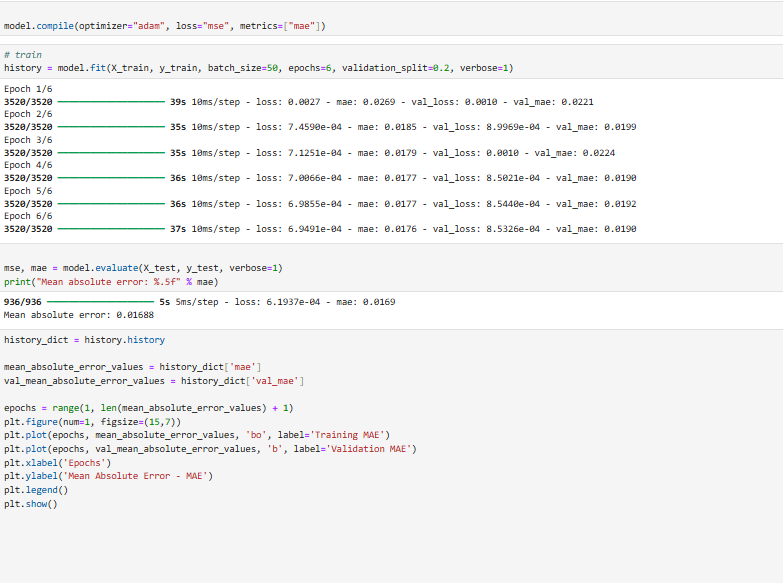 model.compile(optimizer="adam", loss="mse", metrics=["mae"])
# train
history = model.fit(X_train, y_train, batch_size=50, epochs=6, validation_split=0.2, verbose=1)
Epoch 1/6
3520/3520 ━━━━━━━━━━━━━━━━━━━━ 39s 10ms/step - loss: 0.0027 - mae: 0.0269 - val_loss: 0.0010 - val_mae: 0.0221
Epoch 2/6
3520/3520 ━━━━━━━━━━━━━━━━━━━━ 35s 10ms/step - loss: 7.4590e-04 - mae: 0.0185 - val_loss: 8.9969e-04 - val_mae: 0.0199
Epoch 3/6
3520/3520 ━━━━━━━━━━━━━━━━━━━━ 35s 10ms/step - loss: 7.1251e-04 - mae: 0.0179 - val_loss: 0.0010 - val_mae: 0.0224
Epoch 4/6
3520/3520 ━━━━━━━━━━━━━━━━━━━━ 36s 10ms/step - loss: 7.0066e-04 - mae: 0.0177 - val_loss: 8.5021e-04 - val_mae: 0.0190
Epoch 5/6
3520/3520 ━━━━━━━━━━━━━━━━━━━━ 36s 10ms/step - loss: 6.9855e-04 - mae: 0.0177 - val_loss: 8.5440e-04 - val_mae: 0.0192
Epoch 6/6
3520/3520 ━━━━━━━━━━━━━━━━━━━━ 37s 10ms/step - loss: 6.9491e-04 - mae: 0.0176 - val_loss: 8.5326e-04 - val_mae: 0.0190
mse, mae = model.evaluate(X_test, y_test, verbose=1)
print("Mean absolute error: %.5f" % mae)
936/936 ━━━━━━━━━━━━━━━━━━━━ 5s 5ms/step - loss: 6.1937e-04 - mae: 0.0169
Mean absolute error: 0.01688
history_dict = history.history
mean_absolute_error_values = history_dict['mae']
val_mean_absolute_error_values = history_dict['val_mae']
epochs = range(1, len(mean_absolute_error_values) + 1)
plt.figure(num=1, figsize=(15,7))
plt.plot(epochs, mean_absolute_error_values, 'bo', label='Training MAE')
plt.plot(epochs, val_mean_absolute_error_values, 'b', label='Validation MAE')
plt.xlabel('Epochs')
plt.ylabel('Mean Absolute Error - MAE')
plt.legend()
plt.show()